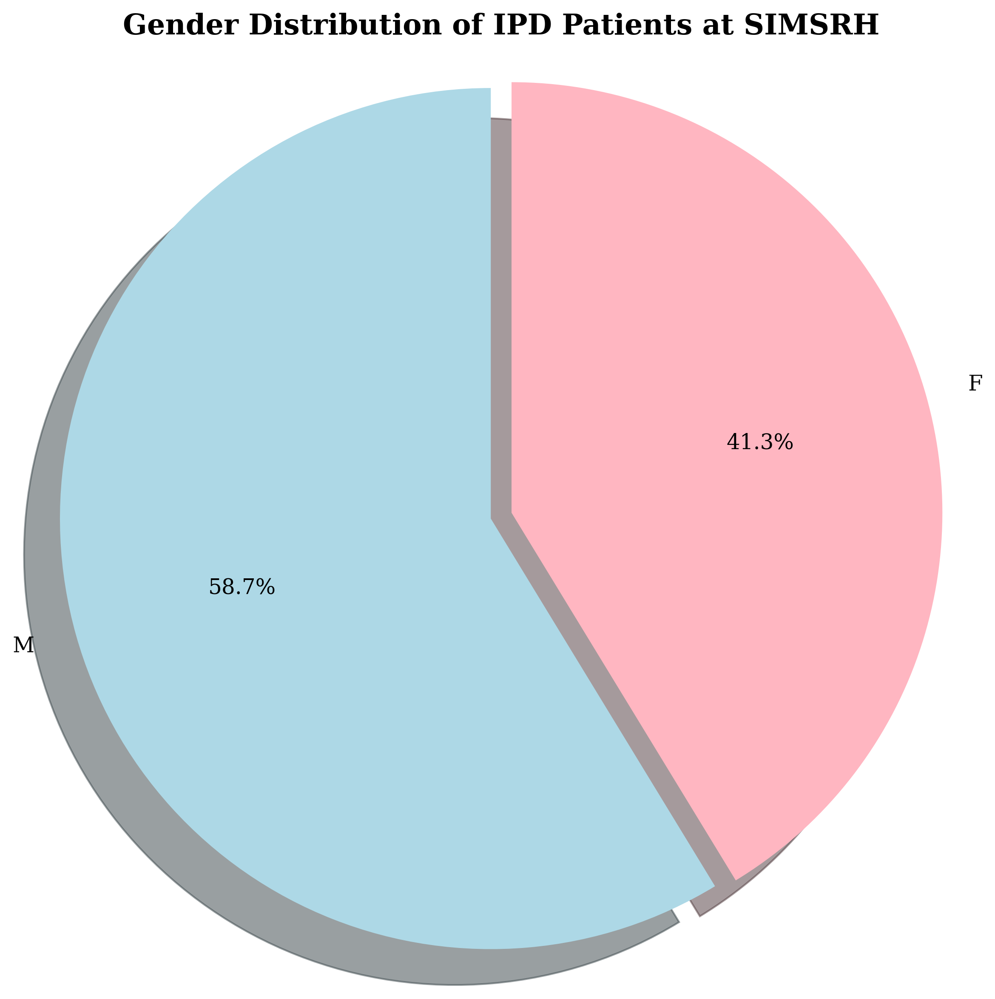 Gender Distribution of IPD Patients at SIMSRH
F
41.3%
58.7%
M